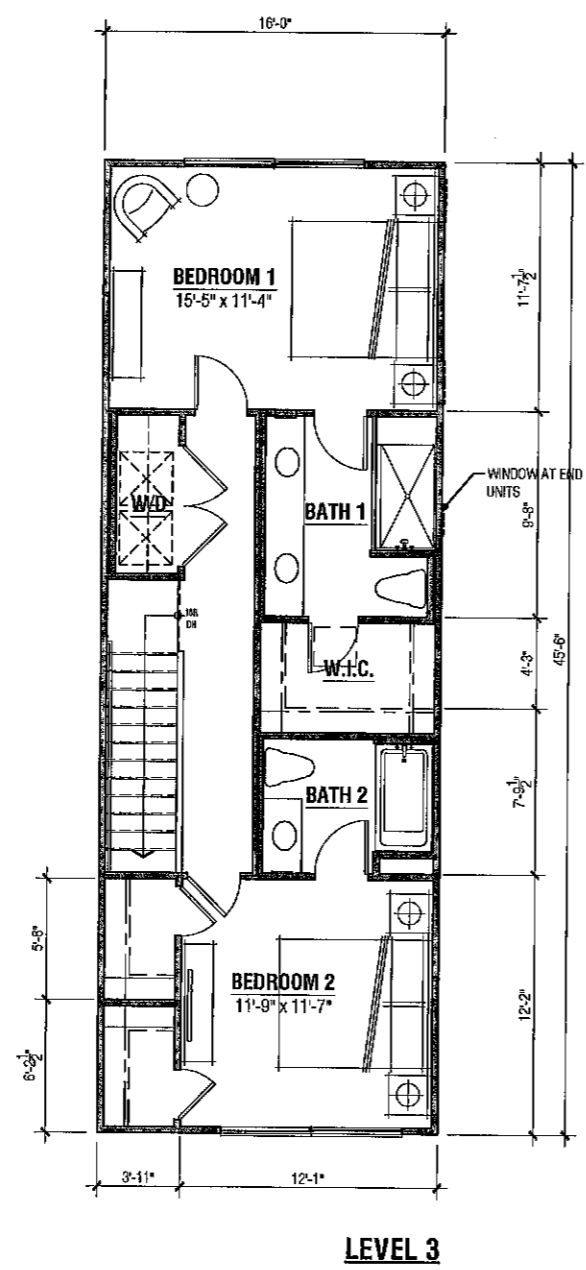 16'-0"
BEDROOM 1
15'-5" x 11'-4"
11'-7½"
W/D
BATH 1
WINDOW AT END
UNITS
9'-8"
DH
W.I.C.
4'-3"
45'-6"
BATH 2
7'-9½"
5'-8"
BEDROOM 2
11'-9" x 11'-7"
12'-2"
6'-2½"
3'-11"
12'-1"
LEVEL 3